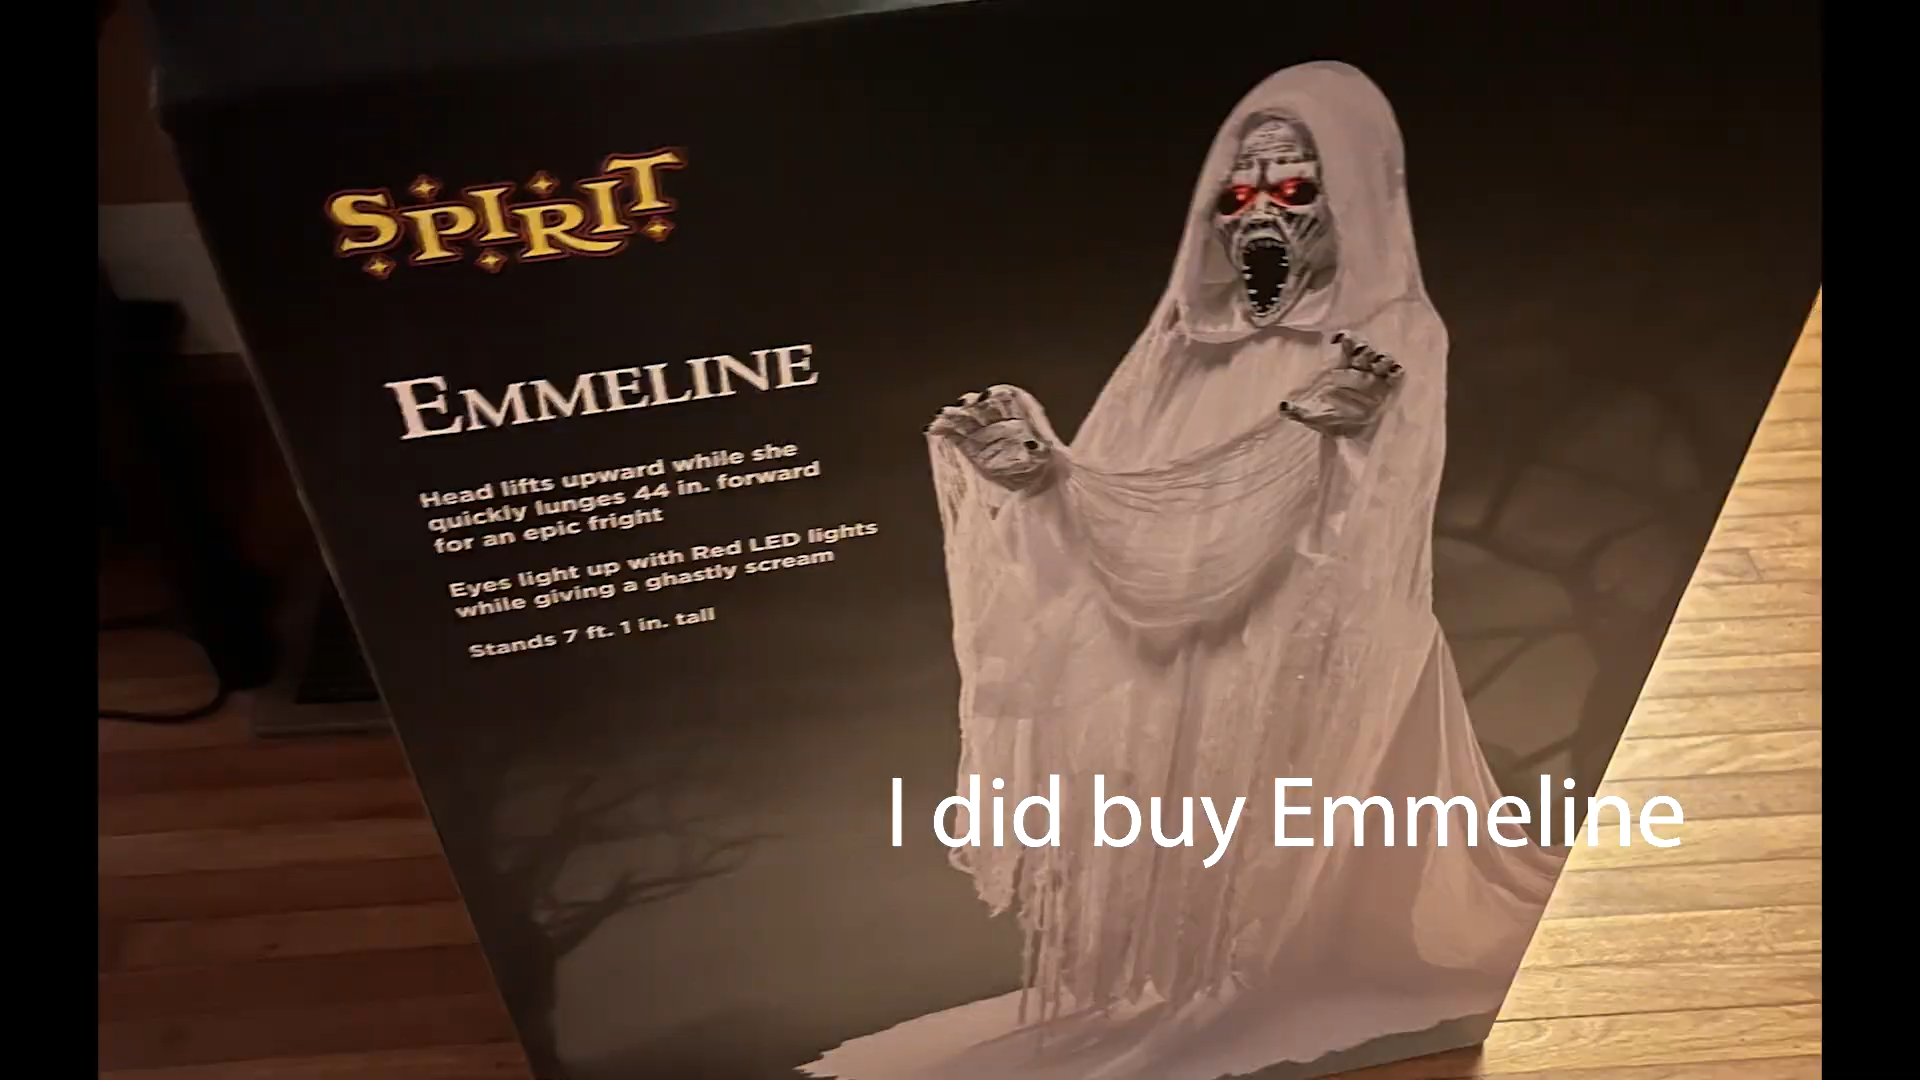 SPIRIT
EMMELINE
Head lifts upward while she
quickly lunges 44 in. forward
for an epic fright
Eyes light up with Red LED lights
while giving a ghastly scream
Stands 7 ft. 1 in. tall
I did buy Emmeline